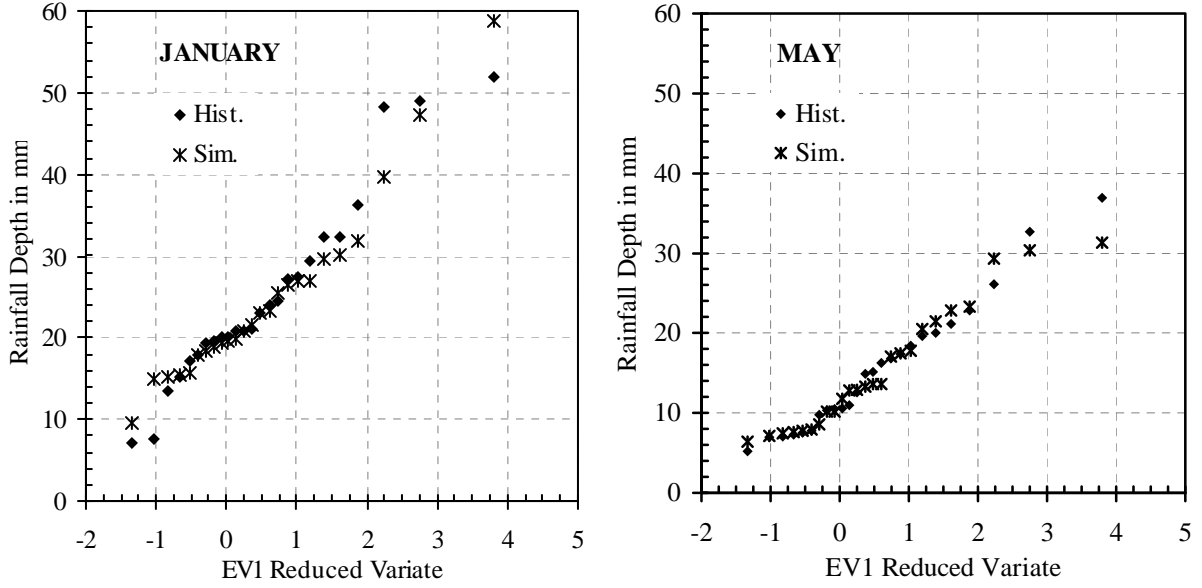 JANUARY
Hist.
Sim.
Rainfall Depth in mm
60
50
40
30
20
10
0
-2 -1 0 1 2 3 4 5
EV1 Reduced Variate
MAY
Hist.
Sim.
Rainfall Depth in mm
60
50
40
30
20
10
0
-2 -1 0 1 2 3 4 5
EV1 Reduced Variate